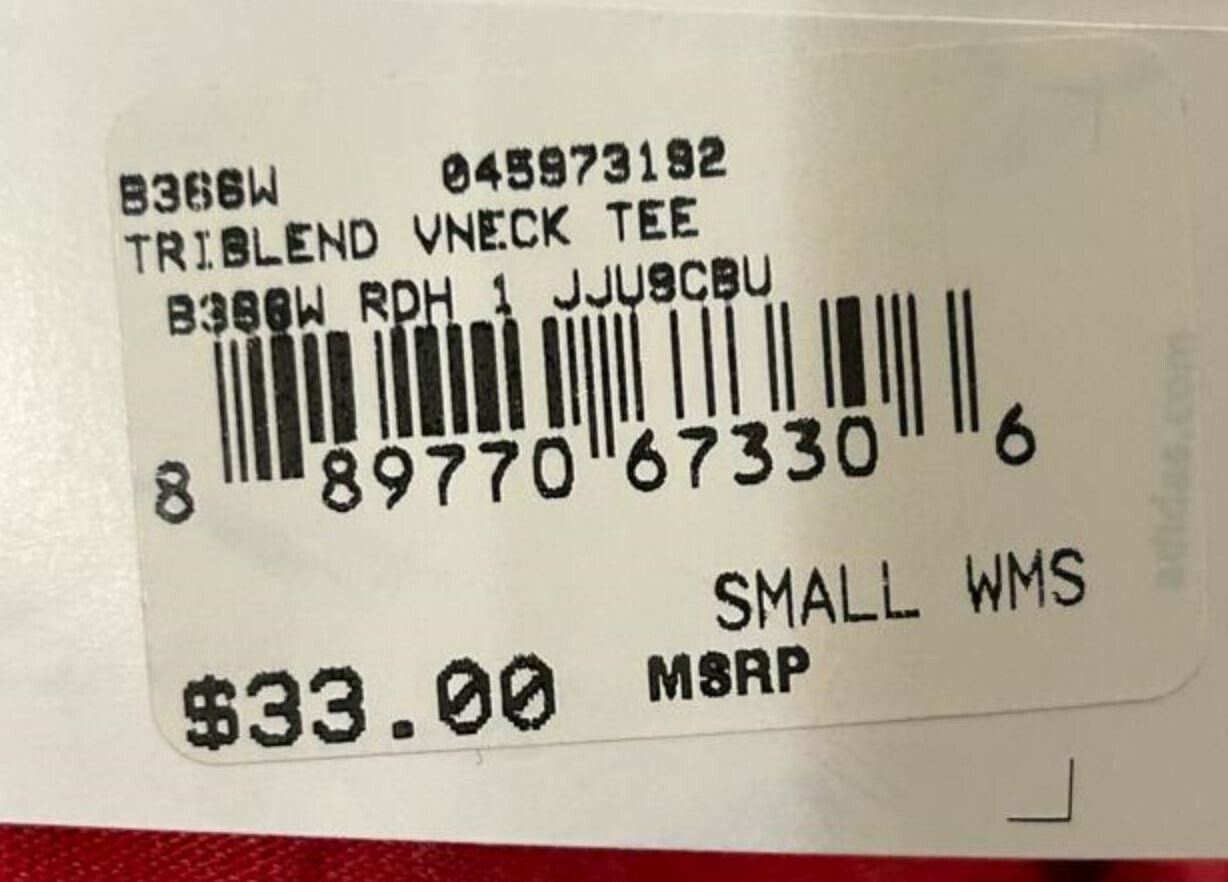 B366W 045973192
TRIBLEND VNECK TEE
B366W RDH 1 JJU9CBU
8 89770 67330 6
SMALL WMS
$33.00 MSRP